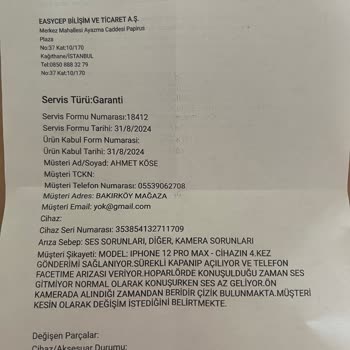 EASYCEP BİLİŞİM VE TİCARET A.Ş.
Merkez Mahallesi Ayazma Caddesi Papirus
Plaza
No:37 Kat:10/170
Kağıthane/İSTANBUL
Tel:0850 888 32 79
No:37 Kat:10/170
Servis Türü:Garanti
Servis Formu Numarası:18412
Servis Formu Tarihi: 31/8/2024
Ürün Kabul Formu Numarası:
Ürün Kabul Tarihi: 31/8/2024
Müşteri Ad/Soyad: AHMET KÖSE
Müşteri TCKN:
Müşteri Telefon Numarası: 05539062708
Müşteri Adres: BAKIRKÖY MAĞAZA
Müşteri Email: yok@gmail.com
Cihaz:
Cihaz Seri Numarası: 353854132711709
Arıza Sebep: SES SORUNLARI, DİĞER, KAMERA SORUNLARI
Müşteri Şikayeti: MODEL: IPHONE 12 PRO MAX - CİHAZIN 4.KEZ
GÖNDERİMİ SAĞLANIYOR.SÜREKLİ KAPANIP AÇILIYOR VE TELEFON
FACETIME ARIZASI VERİYOR.HOPARLÖRDE KONUŞULDUĞU ZAMAN SES
GİTMİYOR NORMAL OLARAK KONUŞURKEN SES AZ GELİYOR.ÖN
KAMERADA ALINDIĞI ZAMANDAN BERİDİR ÇİZİK BULUNMAKTA.MÜŞTERİ
KESİN OLARAK DEĞİŞİM İSTEDİĞİNİ BELİRTMEKTE.
Değişen Parçalar:
Cihaz/Aksesuar Durumu: